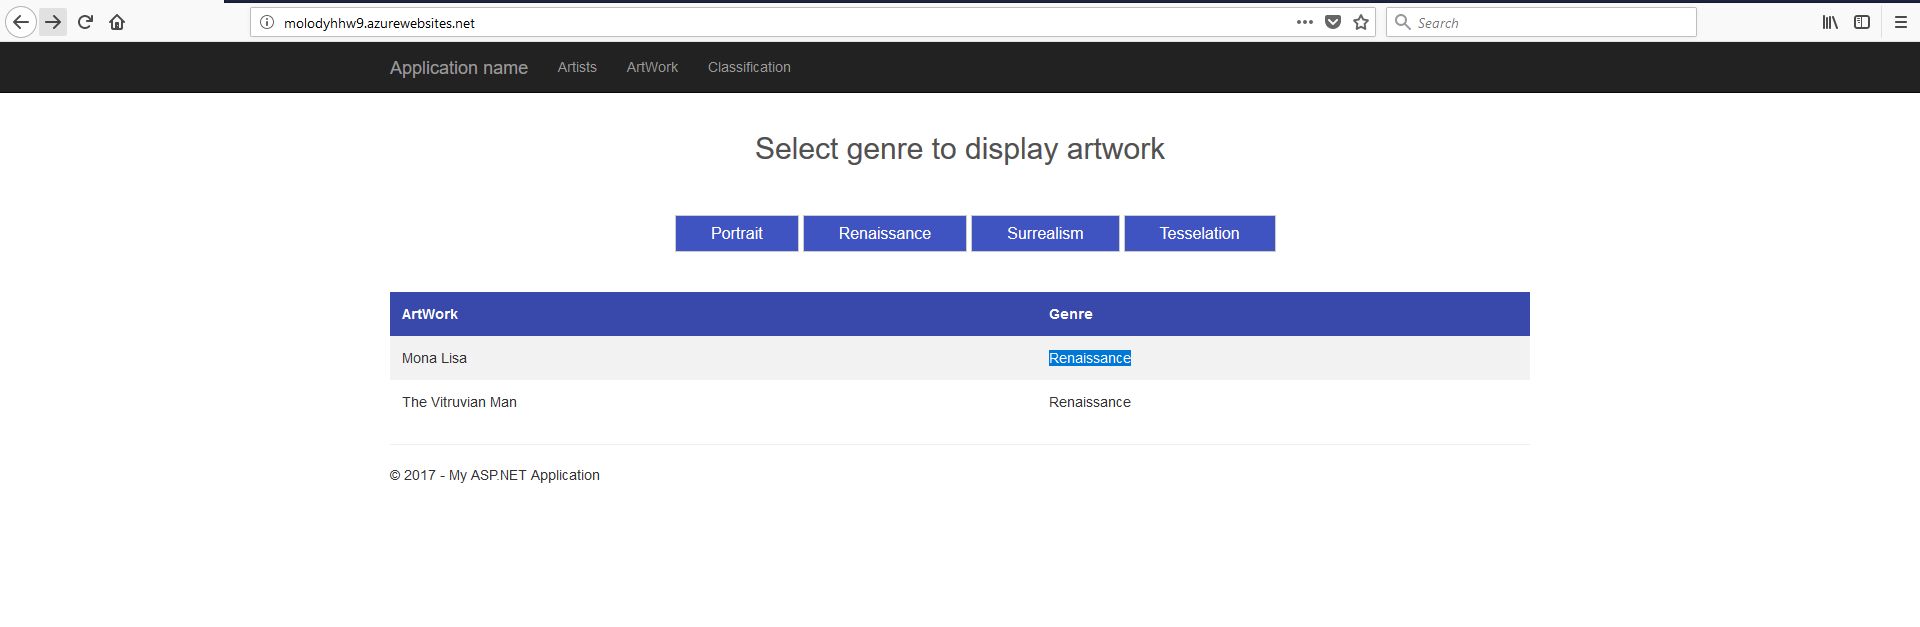 molodyhhw9.azurewebsites.net
Search
Application name Artists ArtWork Classification
Select genre to display artwork
Portrait Renaissance Surrealism Tesselation
ArtWork Genre
Mona Lisa Renaissance
The Vitruvian Man Renaissance
© 2017 - My ASP.NET Application